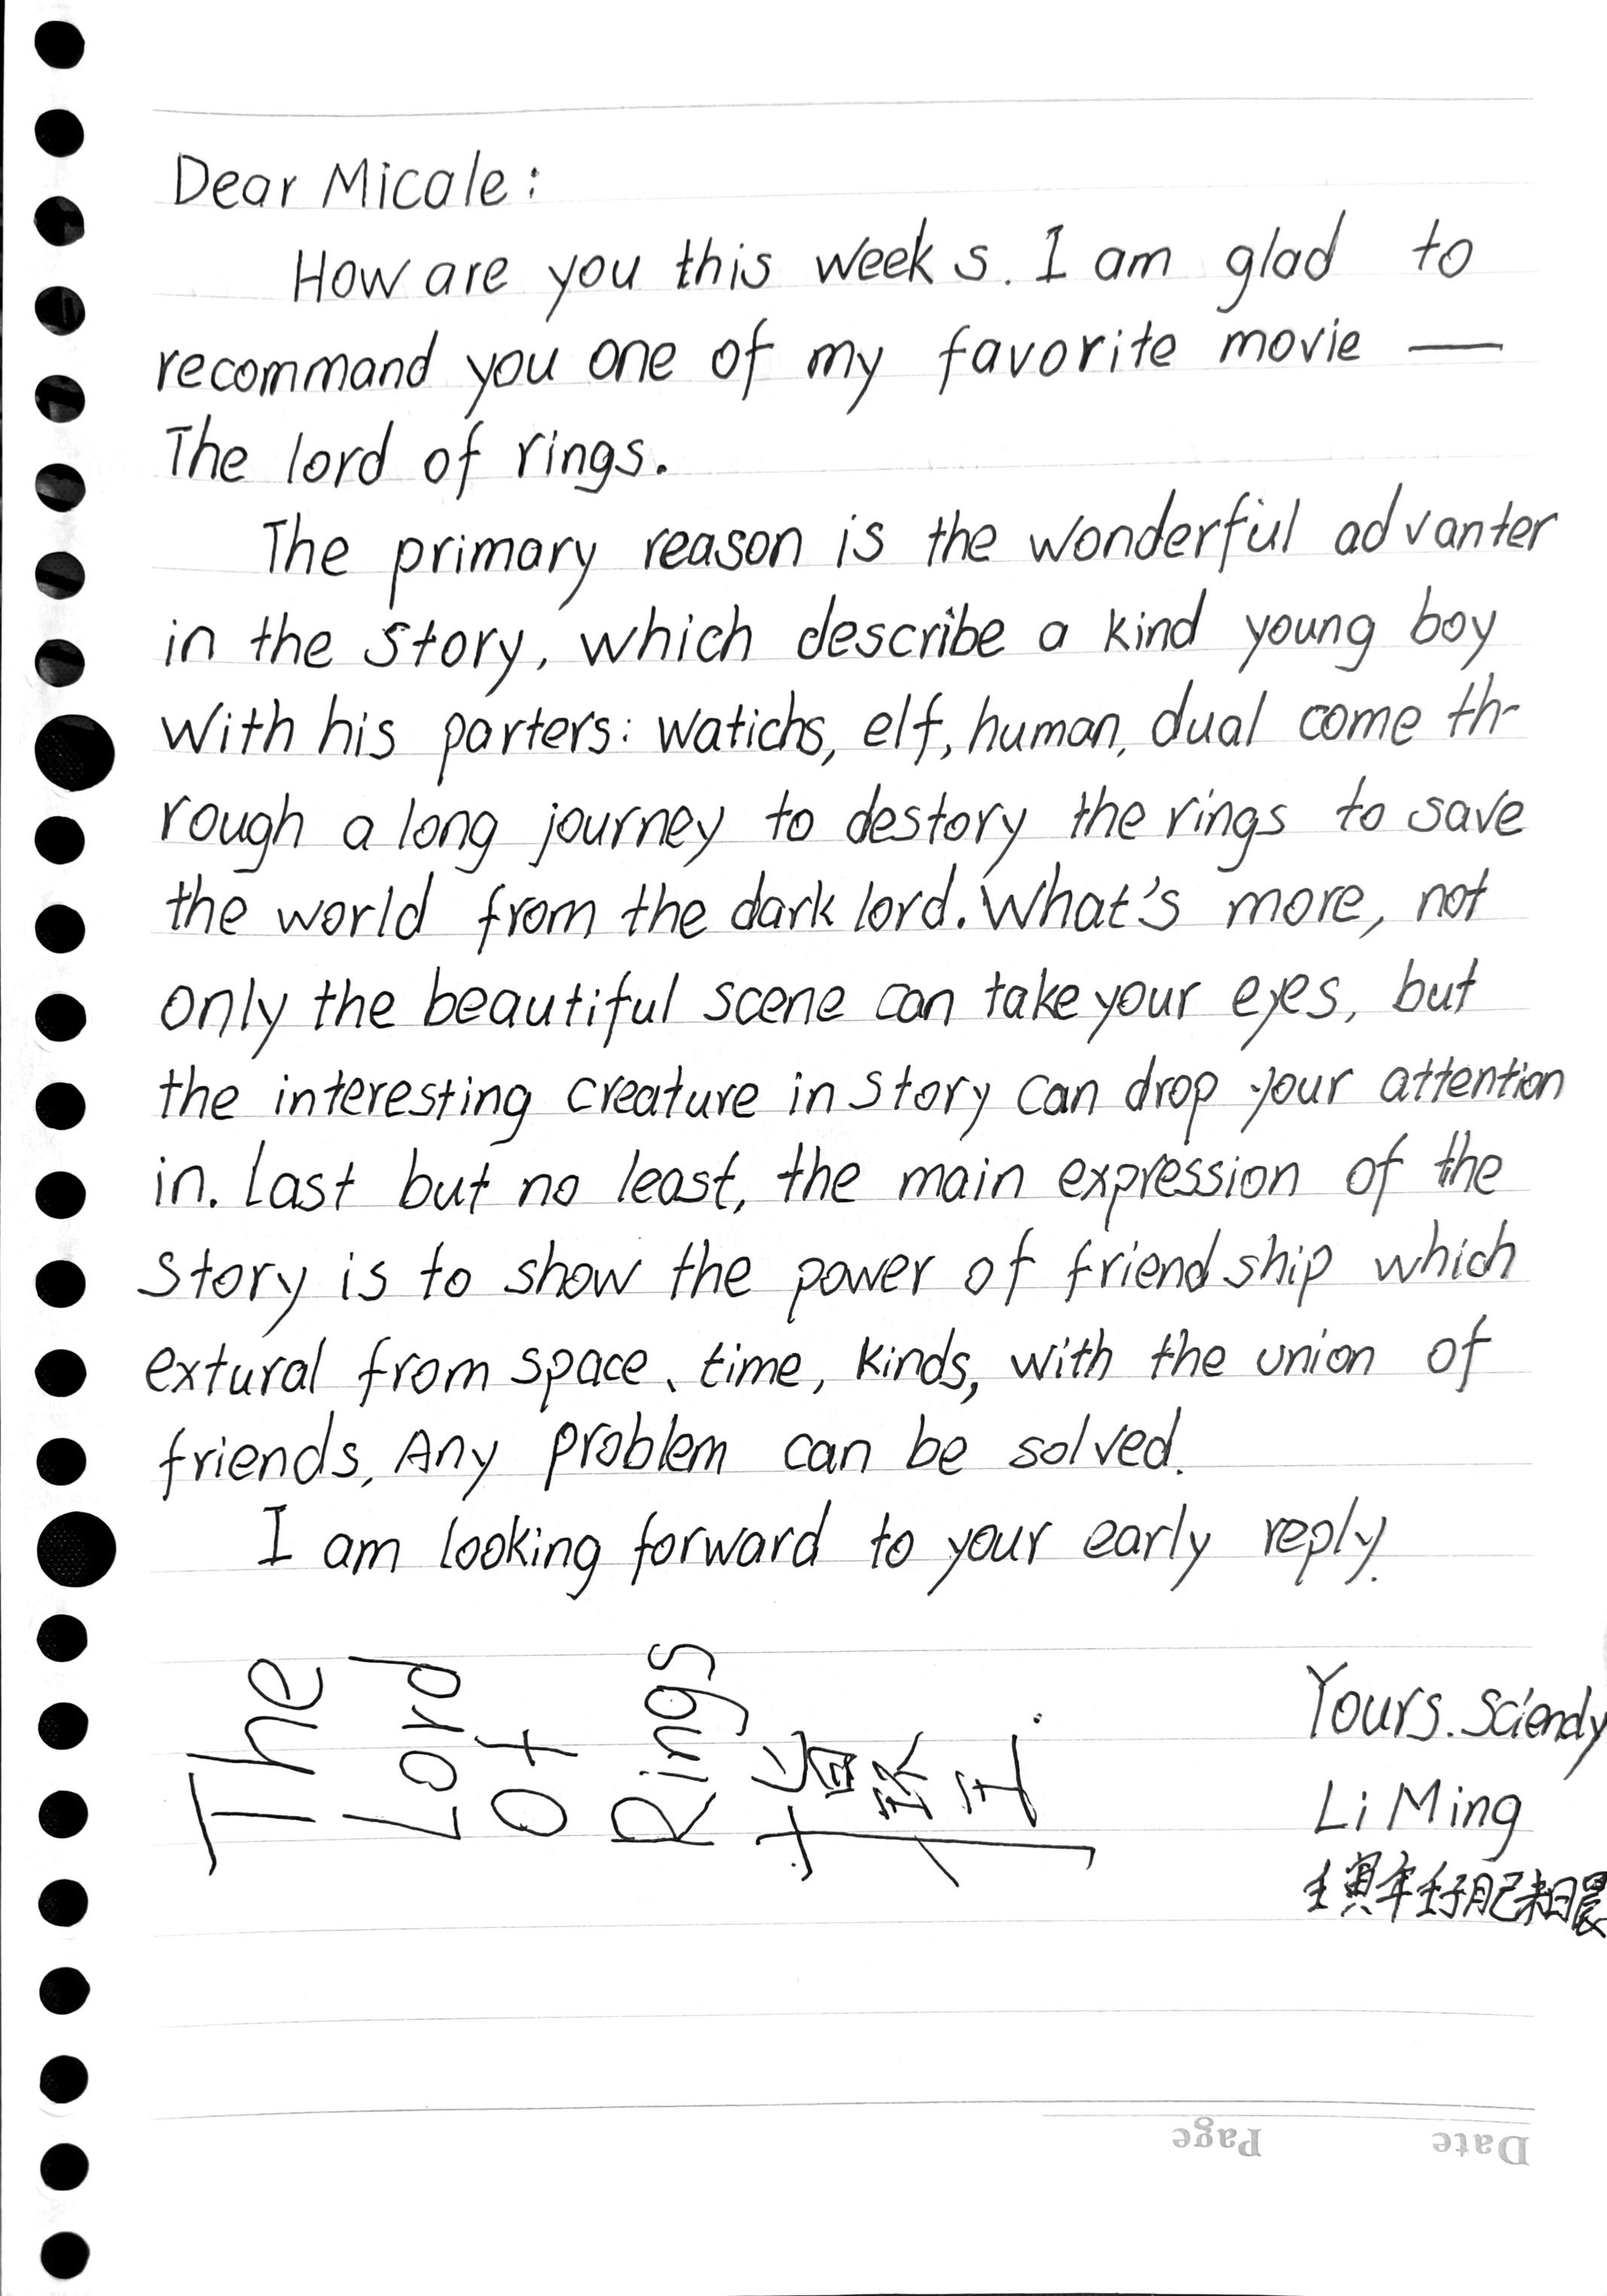 Dear Micale:
How are you this weeks. I am glad to
recommand you one of my favorite movie —
The lord of rings.
The primary reason is the wonderful advanter
in the story, which describe a kind young boy
with his parters: watichs, elf, human, dual come th-
rough a long journey to destory the rings to save
the world from the dark lord. What's more, not
only the beautiful scene can take your eyes, but
the interesting creature in story can drop your attention
in. Last but no least, the main expression of the
story is to show the power of friendship which
extural from space、time, kinds, with the union of
friends, Any problem can be solved.
I am looking forward to your early reply.
Yours. Sciendy
Li Ming
The
Lord
Of
Rings
寅年
Page
Date